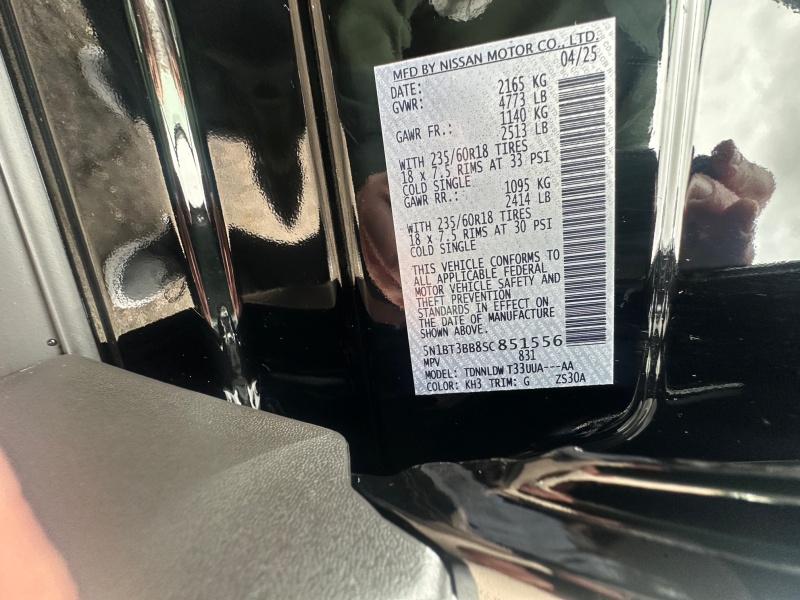 MFD BY NISSAN MOTOR CO., LTD.
DATE: 04/25
GVWR: 2165 KG
4773 LB
GAWR FR.: 1140 KG
2513 LB
WITH 235/60R18 TIRES
18 x 7.5 RIMS AT 33 PSI
COLD SINGLE
GAWR RR.: 1095 KG
2414 LB
WITH 235/60R18 TIRES
18 x 7.5 RIMS AT 30 PSI
COLD SINGLE
THIS VEHICLE CONFORMS TO
ALL APPLICABLE FEDERAL
MOTOR VEHICLE SAFETY AND
THEFT PREVENTION
STANDARDS IN EFFECT ON
THE DATE OF MANUFACTURE
SHOWN ABOVE.
5N1BT3BB8SC851556
MPV 831
MODEL: TDNNLDW T33UUA---AA
COLOR: KH3 TRIM: G ZS30A